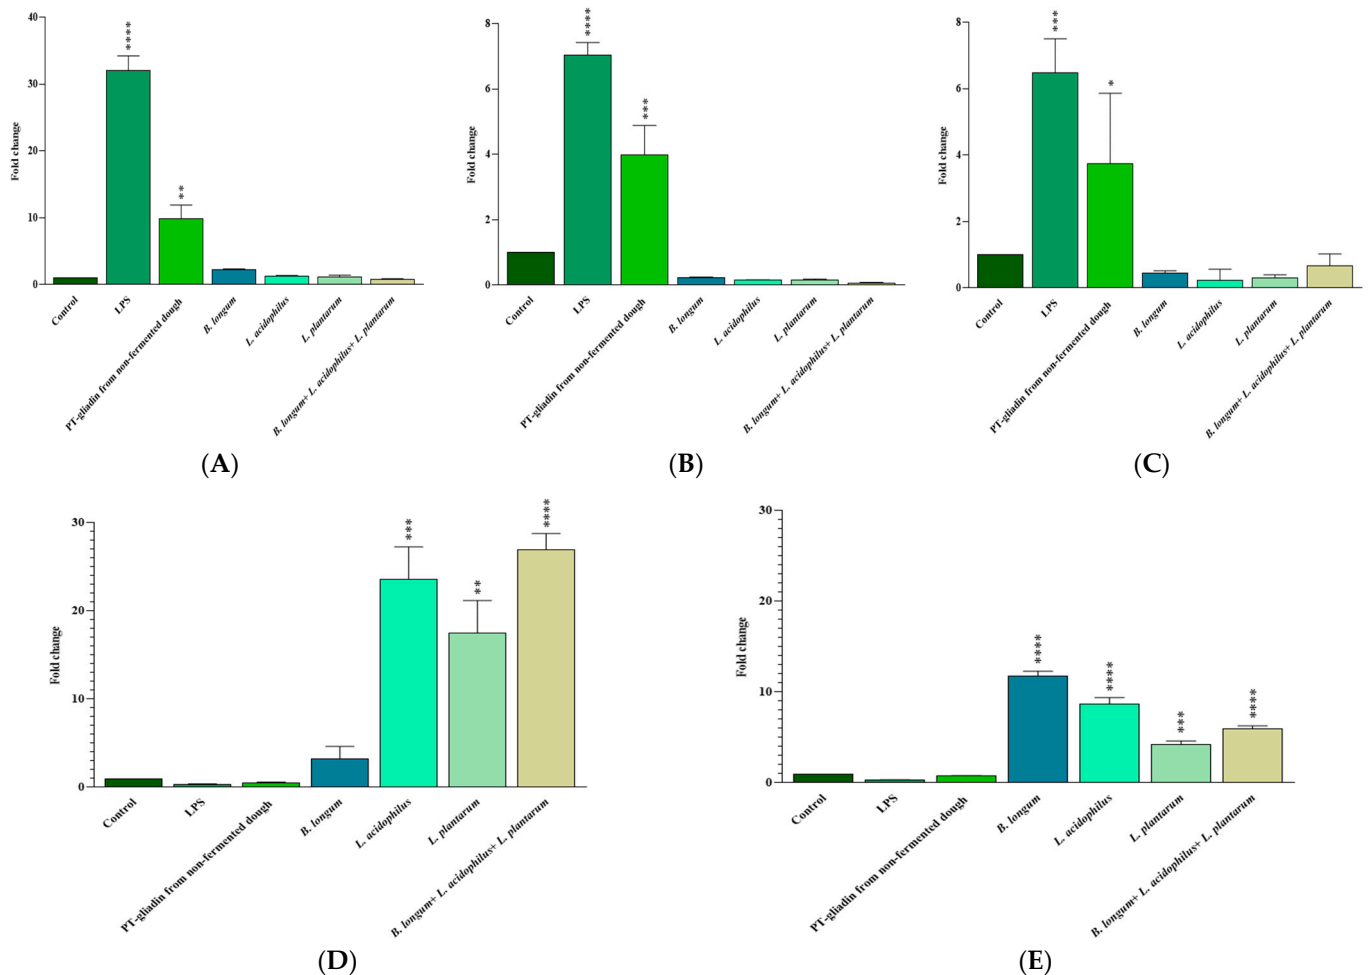 Fold change
40
30
20
10
0
****
**
Control
LPS
PT-gliadin from non-fermented dough
B. longum
L. acidophilus
L. plantarum
B. longum+ L. acidophilus+ L. plantarum
(A)
Fold change
8
6
4
2
0
****
***
Control
LPS
PT-gliadin from non-fermented dough
B. longum
L. acidophilus
L. plantarum
B. longum+ L. acidophilus+ L. plantarum
(B)
Fold change
8
6
4
2
0
***
*
Control
LPS
PT-gliadin from non-fermented dough
B. longum
L. acidophilus
L. plantarum
B. longum+ L. acidophilus+ L. plantarum
(C)
Fold change
30
20
10
0
***
**
****
Control
LPS
PT-gliadin from non-fermented dough
B. longum
L. acidophilus
L. plantarum
B. longum+ L. acidophilus+ L. plantarum
(D)
Fold change
30
20
10
0
****
****
***
****
Control
LPS
PT-gliadin from non-fermented dough
B. longum
L. acidophilus
L. plantarum
B. longum+ L. acidophilus+ L. plantarum
(E)